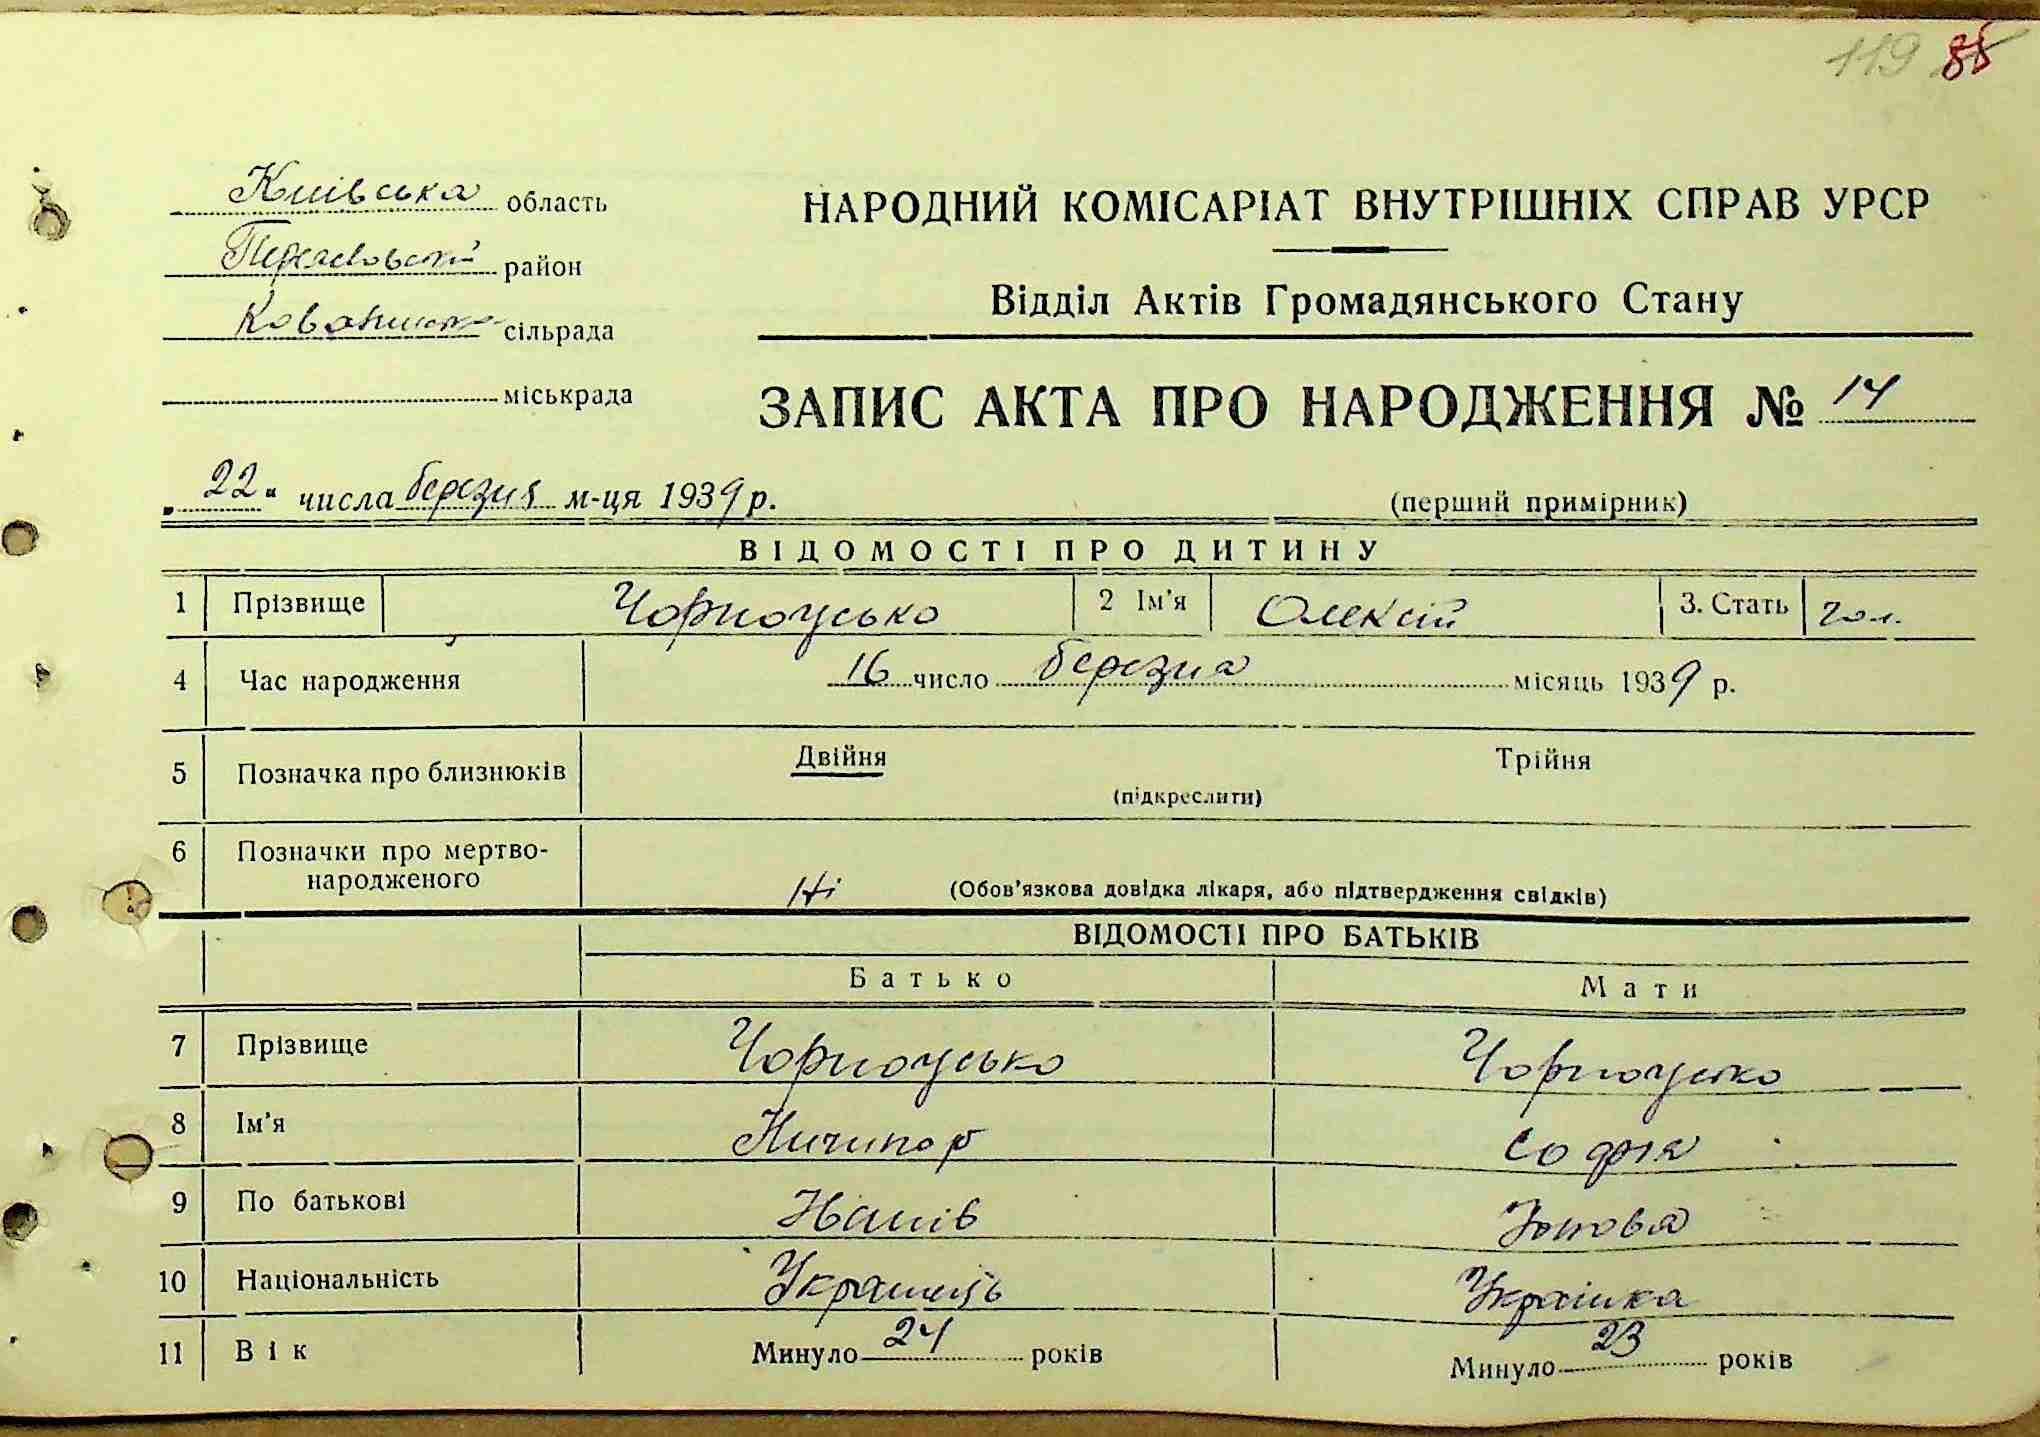 119 85
Київська область
НАРОДНИЙ КОМІСАРІАТ ВНУТРІШНІХ СПРАВ УРСР
район
Відділ Актів Громадянського Стану
сільрада
міськрада
ЗАПИС АКТА ПРО НАРОДЖЕННЯ № 14
„ 22 “ числа березня м-ця 1939 р.
(перший примірник)
ВІДОМОСТІ ПРО ДИТИНУ
1 Прізвище Чорноусько 2 Ім'я Олексій 3. Стать чол.
4 Час народження 16 число березня місяць 1939 р.
5 Позначка про близнюків Двійня Трійня
(підкреслити)
6 Позначки про мертво-
народженого Ні (Обов'язкова довідка лікаря, або підтвердження свідків)
ВІДОМОСТІ ПРО БАТЬКІВ
Батько Мати
7 Прізвище Чорноусько Чорноусько
8 Ім'я Ничипор Софія
9 По батькові Йованів
10 Національність Українець Українка
11 Вік Минуло 24 років Минуло 23 років